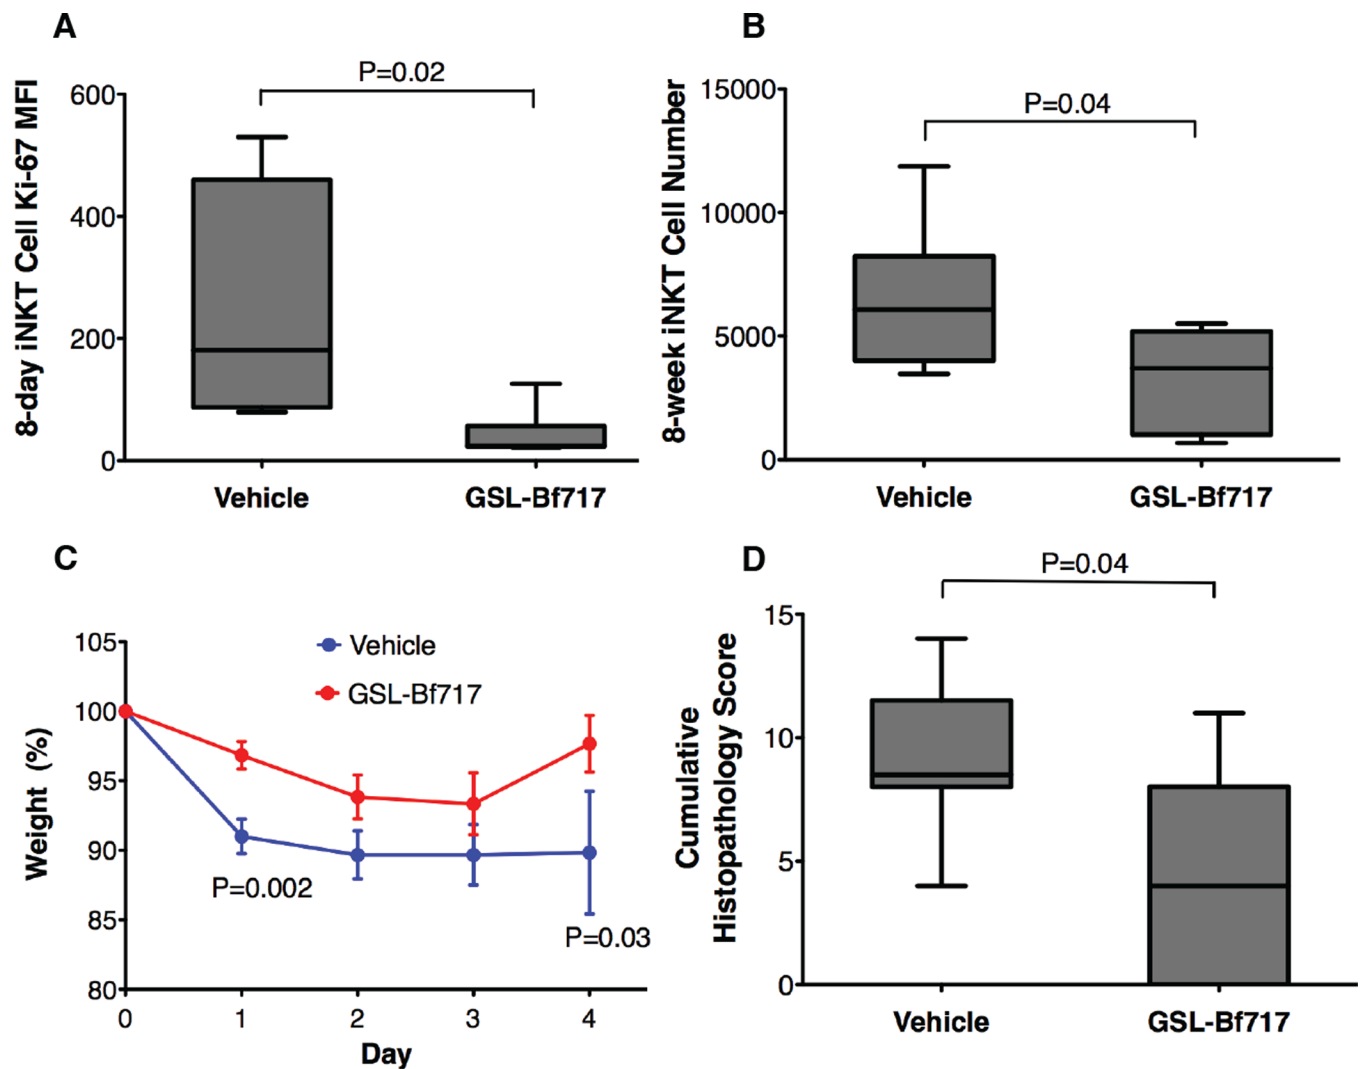 A
P=0.02
8-day iNKT Cell Ki-67 MFI
600
400
200
0
Vehicle
GSL-Bf717
B
P=0.04
8-week iNKT Cell Number
15000
10000
5000
0
Vehicle
GSL-Bf717
C
Vehicle
GSL-Bf717
Weight (%)
105
100
95
90
85
80
P=0.002
P=0.03
0
1
2
3
4
Day
D
P=0.04
Cumulative
Histopathology Score
15
10
5
0
Vehicle
GSL-Bf717